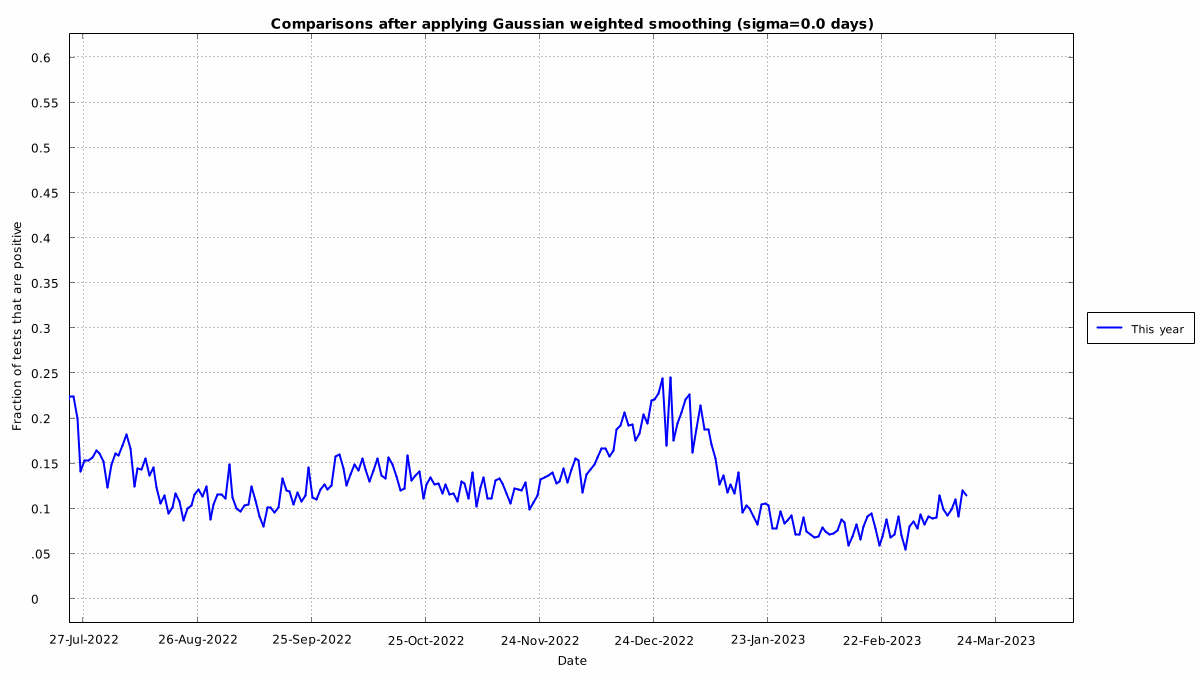 Comparisons after applying Gaussian weighted smoothing (sigma=0.0 days)
0.6
0.55
0.5
0.45
0.4
0.35
0.3
0.25
0.2
0.15
0.1
.05
0
Fraction of tests that are positive
This year
27-Jul-2022 26-Aug-2022 25-Sep-2022 25-Oct-2022 24-Nov-2022 24-Dec-2022 23-Jan-2023 22-Feb-2023 24-Mar-2023
Date